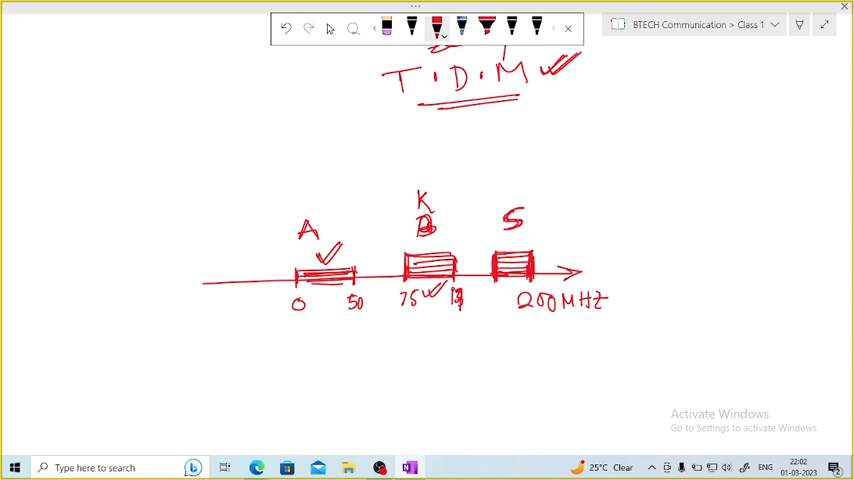 BTECH Communication > Class 1
T.D.M
K
A B S
0 50 75 200 MHZ
Activate Windows
Go to Settings to activate Windows.
Type here to search
25°C Clear
ENG
22:02
01-03-2023
2